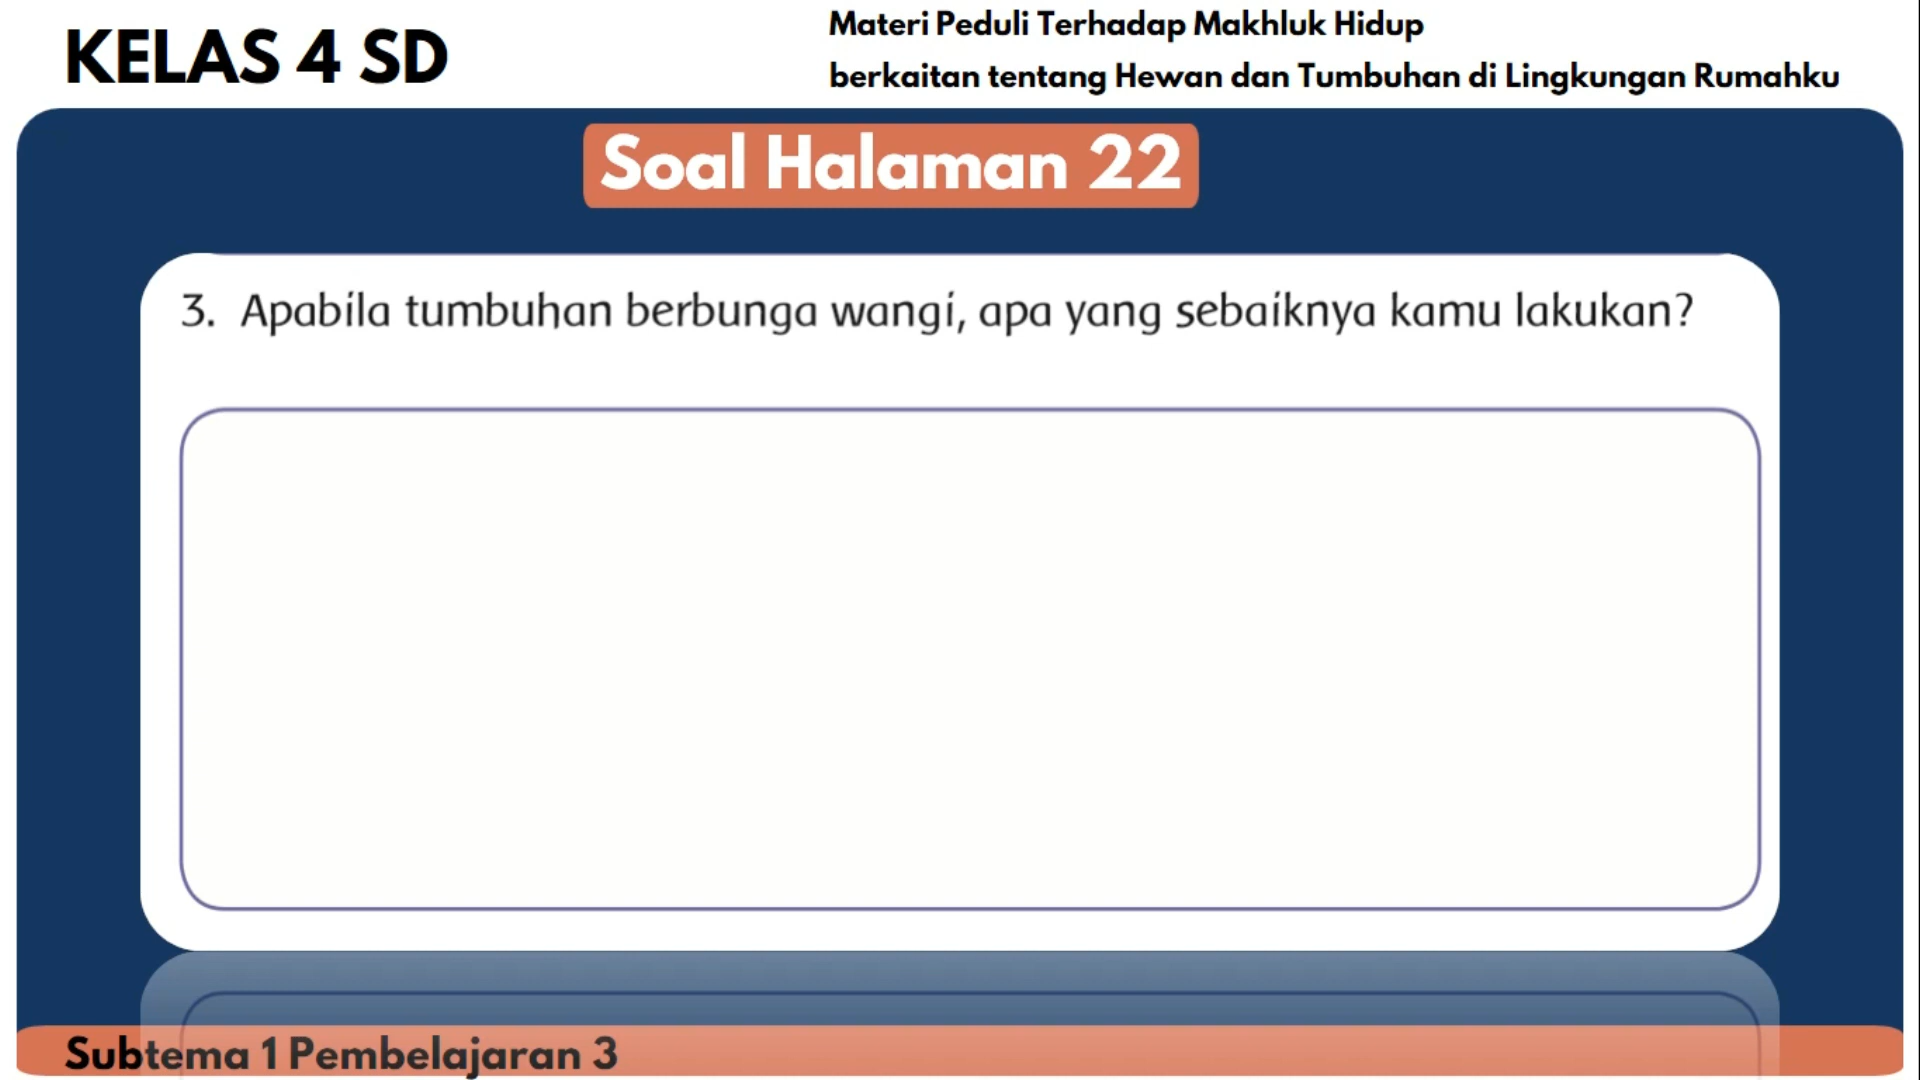 KELAS 4 SD
Materi Peduli Terhadap Makhluk Hidup
berkaitan tentang Hewan dan Tumbuhan di Lingkungan Rumahku
Soal Halaman 22
3. Apabila tumbuhan berbunga wangi, apa yang sebaiknya kamu lakukan?
Subtema 1 Pembelajaran 3